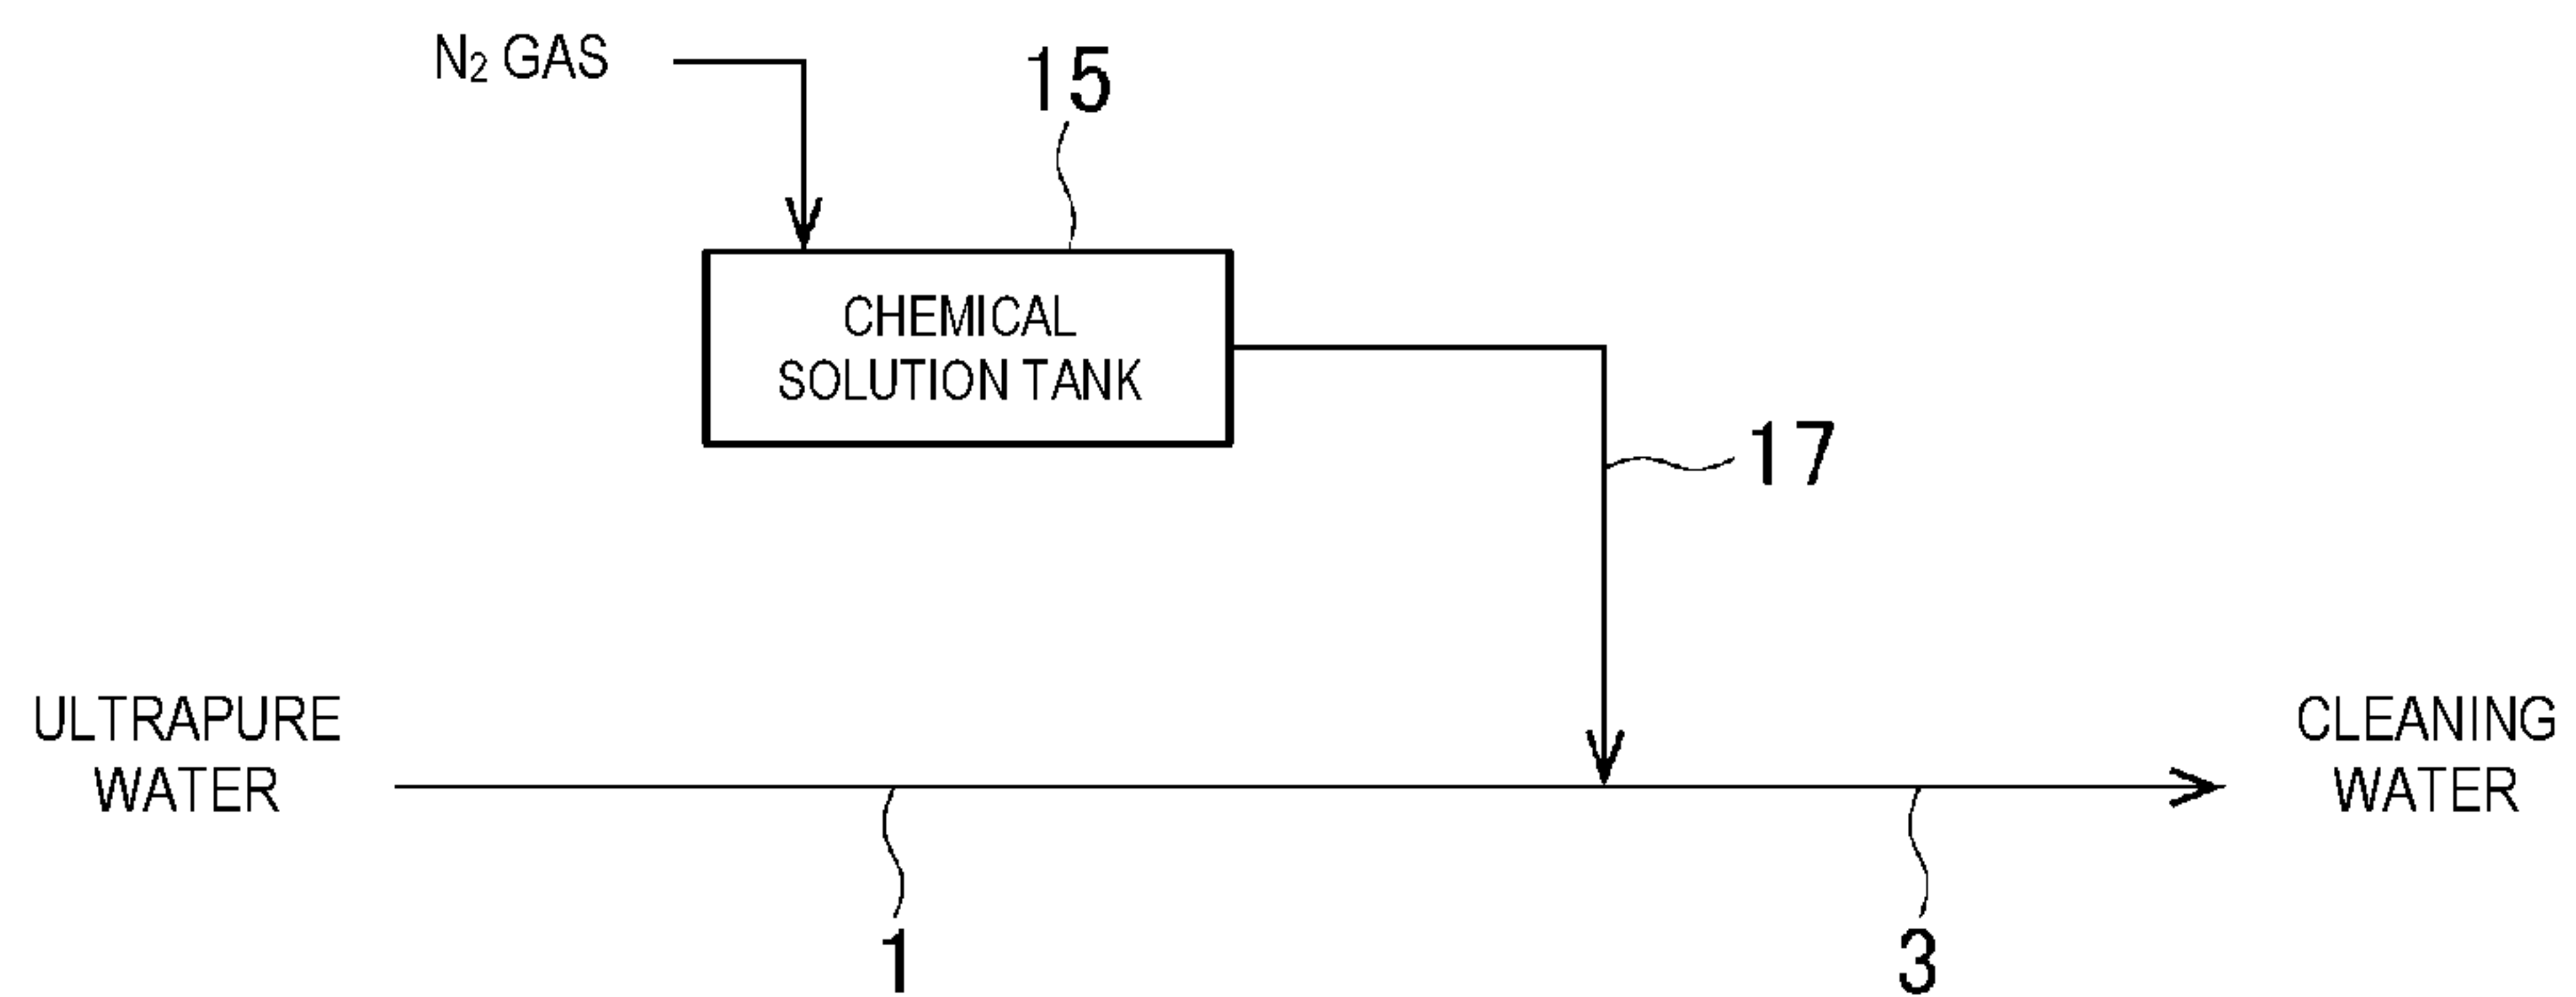 N₂ GAS
15
CHEMICAL
SOLUTION TANK
17
ULTRAPURE
WATER
CLEANING
WATER
1
3